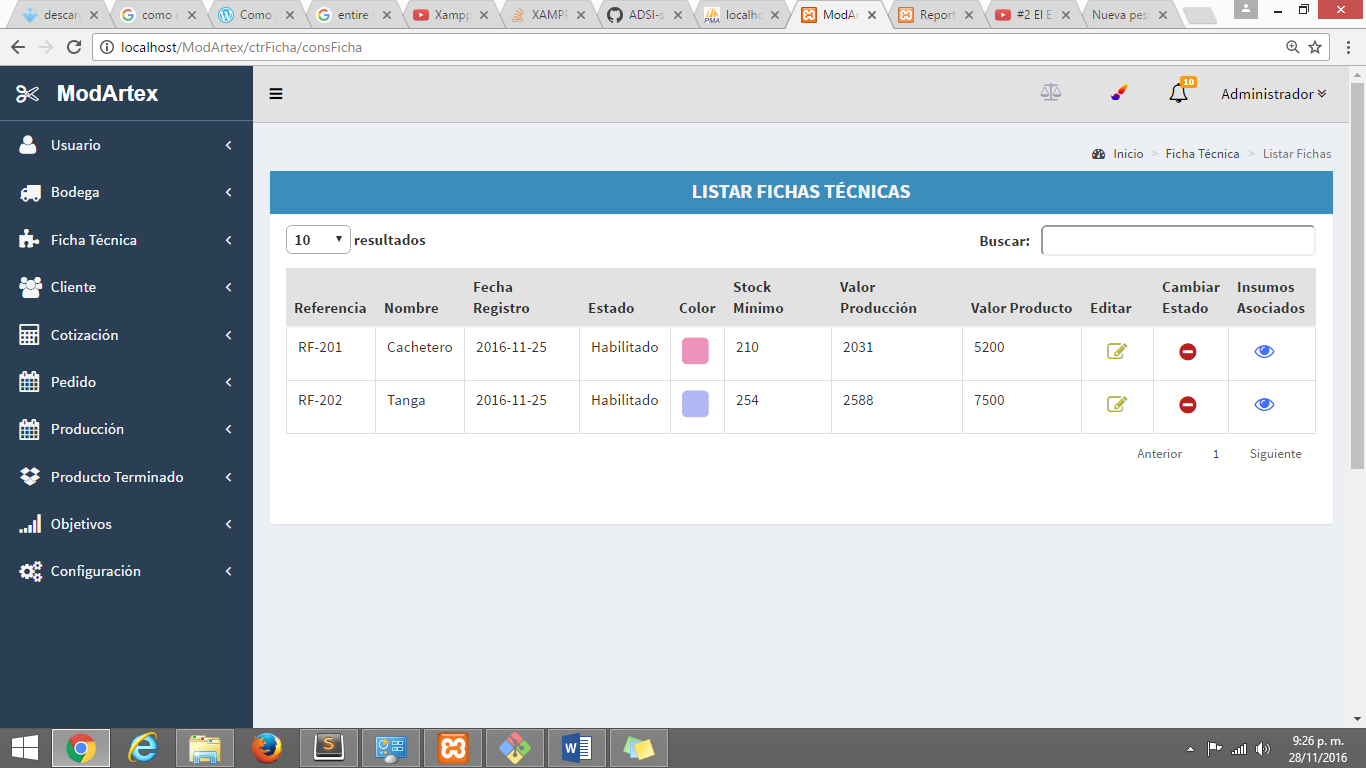 descar
como
Como
entire
Xampp
XAMPP
ADSI-s
localho
ModAr
Report
#2 El E
Nueva pes
localhost/ModArtex/ctrFicha/consFicha
ModArtex
10
Administrador
Usuario
Bodega
Ficha Técnica
Cliente
Cotización
Pedido
Producción
Producto Terminado
Objetivos
Configuración
Inicio > Ficha Técnica > Listar Fichas
LISTAR FICHAS TÉCNICAS
10 resultados
Buscar:
Referencia Nombre Fecha Registro Estado Color Stock Mínimo Valor Producción Valor Producto Editar Cambiar Estado Insumos Asociados
RF-201 Cachetero 2016-11-25 Habilitado 210 2031 5200
RF-202 Tanga 2016-11-25 Habilitado 254 2588 7500
Anterior 1 Siguiente
9:26 p. m.
28/11/2016